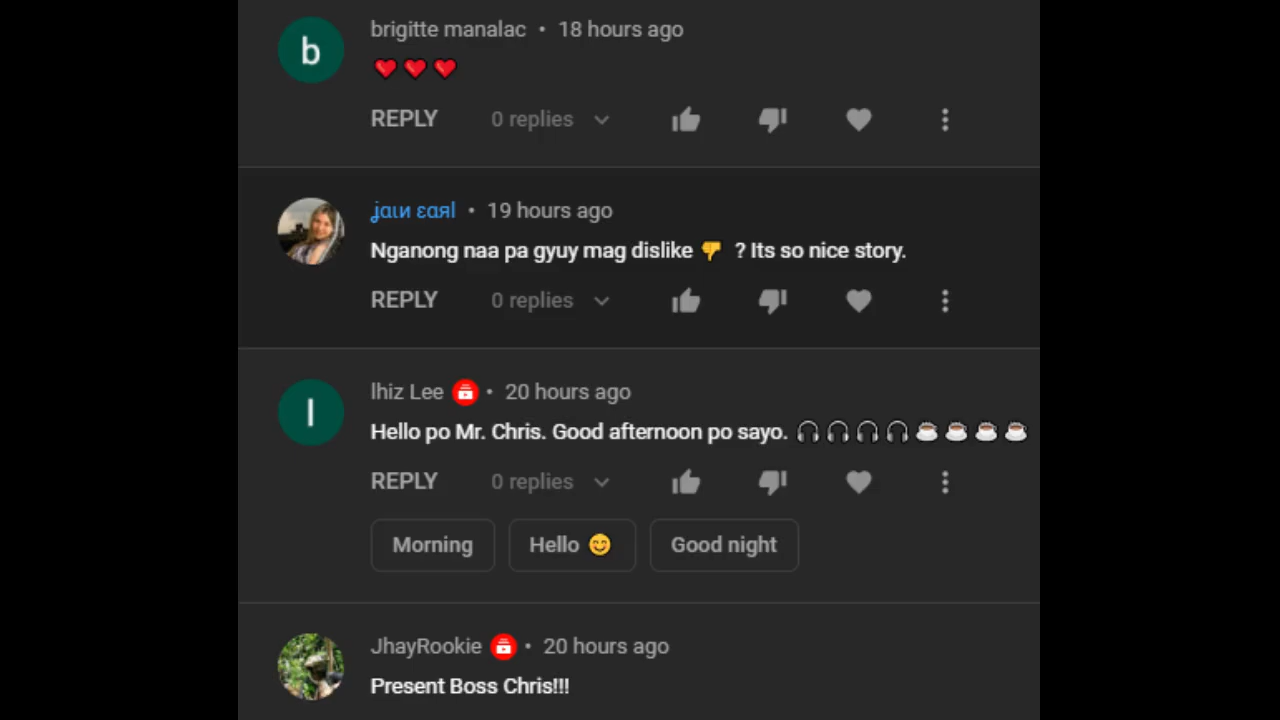 b
brigitte manalac • 18 hours ago
❤️❤️❤️
REPLY 0 replies
ʝαιи εαяl • 19 hours ago
Nganong naa pa gyuy mag dislike 👎 ? Its so nice story.
REPLY 0 replies
l
lhiz Lee • 20 hours ago
Hello po Mr. Chris. Good afternoon po sayo. 🎧🎧🎧🎧☕☕☕☕
REPLY 0 replies
Morning Hello 😊 Good night
JhayRookie • 20 hours ago
Present Boss Chris!!!